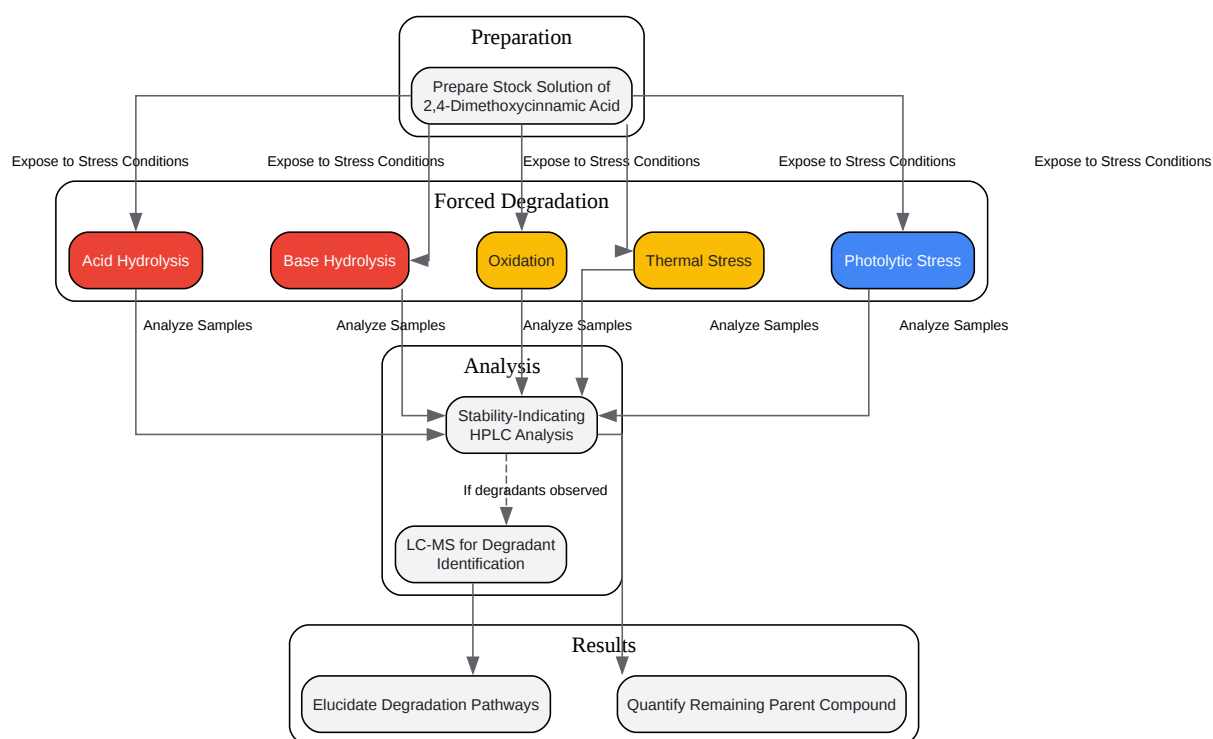 Preparation
Prepare Stock Solution of
2,4-Dimethoxycinnamic Acid
Expose to Stress Conditions
Expose to Stress Conditions
Expose to Stress Conditions
Expose to Stress Conditions
Expose to Stress Conditions
Forced Degradation
Acid Hydrolysis
Base Hydrolysis
Oxidation
Thermal Stress
Photolytic Stress
Analyze Samples
Analyze Samples
Analyze Samples
Analyze Samples
Analyze Samples
Analysis
Stability-Indicating
HPLC Analysis
If degradants observed
LC-MS for Degradant
Identification
Results
Elucidate Degradation Pathways
Quantify Remaining Parent Compound